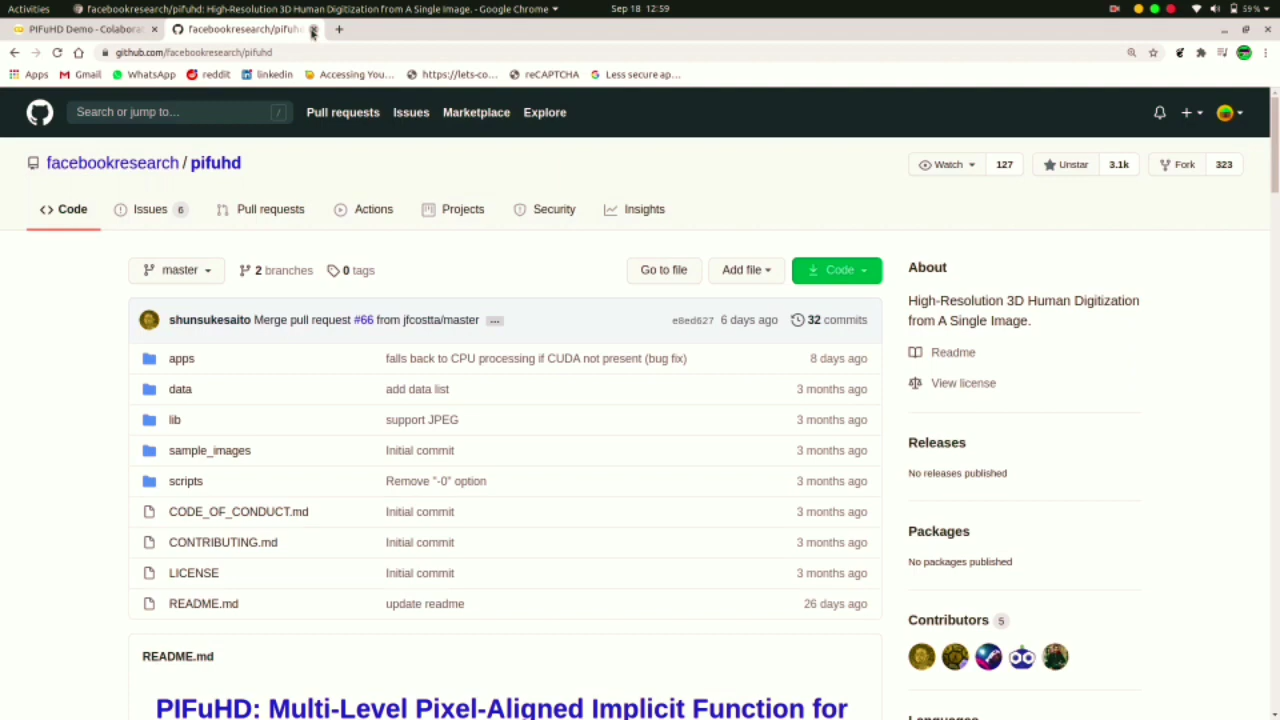 Activities
facebookresearch/pifuhd: High-Resolution 3D Human Digitization from A Single Image. - Google Chrome
Sep 18 12:59
59 %
PIFuHD Demo - Colabora
facebookresearch/pifuh
github.com/facebookresearch/pifuhd
Apps
Gmail
WhatsApp
reddit
linkedin
Accessing You...
https://lets-co...
reCAPTCHA
Less secure ap...
Search or jump to...
/
Pull requests
Issues
Marketplace
Explore
facebookresearch / pifuhd
Watch 127
Unstar 3.1k
Fork 323
Code
Issues 6
Pull requests
Actions
Projects
Security
Insights
master
2 branches
0 tags
Go to file
Add file
Code
shunsukesaito Merge pull request #66 from jfcostta/master ...
e8ed627 6 days ago
32 commits
apps falls back to CPU processing if CUDA not present (bug fix) 8 days ago
data add data list 3 months ago
lib support JPEG 3 months ago
sample_images Initial commit 3 months ago
scripts Remove "-0" option 3 months ago
CODE_OF_CONDUCT.md Initial commit 3 months ago
CONTRIBUTING.md Initial commit 3 months ago
LICENSE Initial commit 3 months ago
README.md update readme 26 days ago
README.md
PIFuHD: Multi-Level Pixel-Aligned Implicit Function for
About
High-Resolution 3D Human Digitization
from A Single Image.
Readme
View license
Releases
No releases published
Packages
No packages published
Contributors 5
Languages